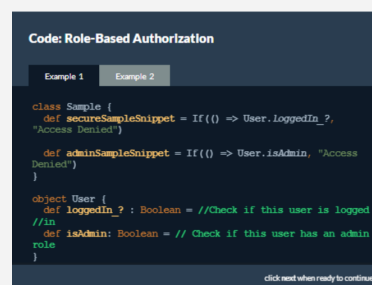 Code: Role-Based Authorization
Example 1
Example 2
class Sample {
def secureSampleSnippet = If(() => User.LoggedIn_?,
"Access Denied")
def adminSampleSnippet = If(() => User.isAdmin, "Access
Denied")
}
object User {
def loggedIn_? : Boolean = //Check if this user is logged
//in
def isAdmin: Boolean = // Check if this user has an admin
role
}
click next when ready to continue